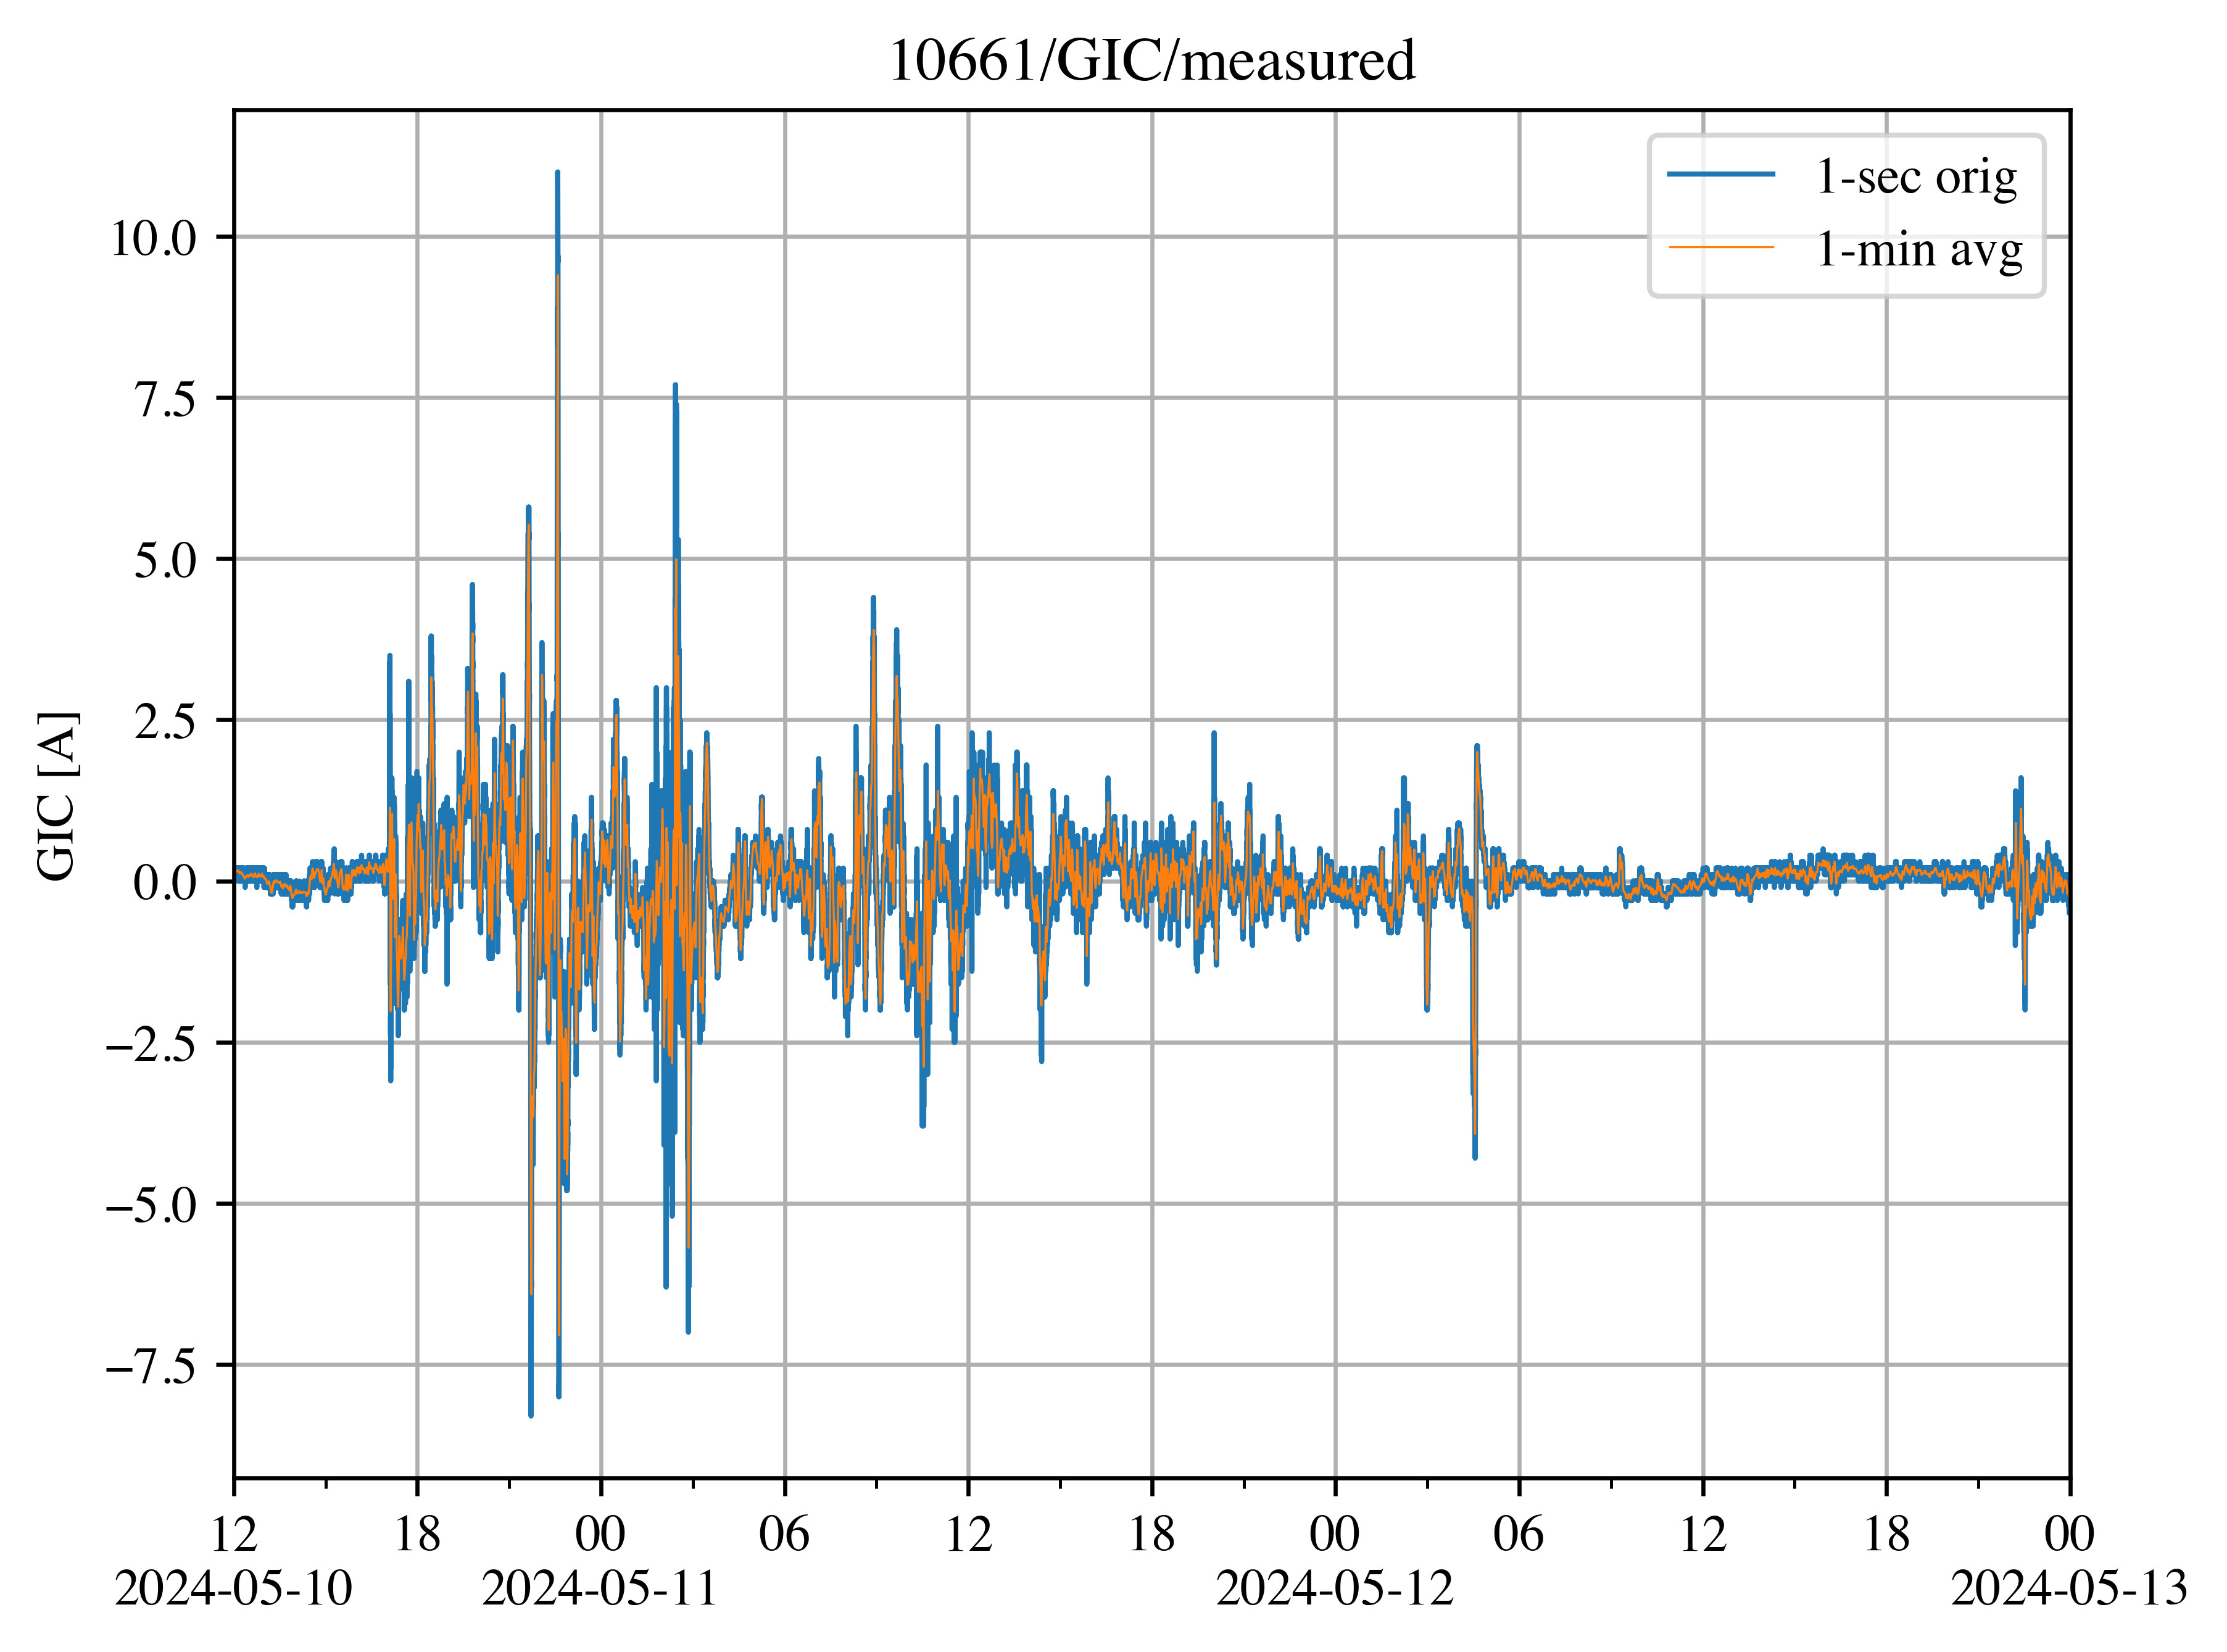 10661/GIC/measured
1-sec orig
1-min avg
GIC [A]
10.0
7.5
5.0
2.5
0.0
−2.5
−5.0
−7.5
12 18 00 06 12 18 00 06 12 18 00
2024-05-10 2024-05-11 2024-05-12 2024-05-13